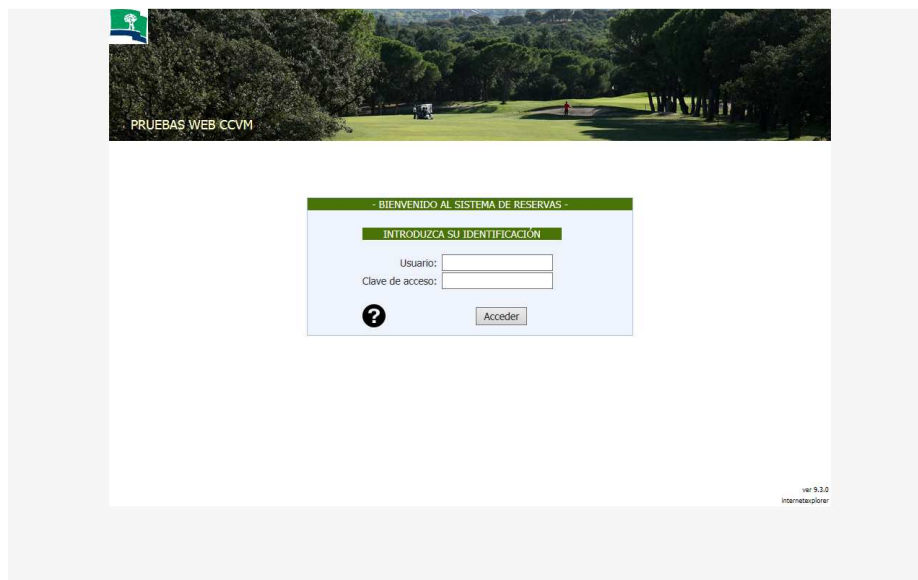 PRUEBAS WEB CCVM
- BIENVENIDO AL SISTEMA DE RESERVAS -
INTRODUZCA SU IDENTIFICACIÓN
Usuario:
Clave de acceso:
?
Acceder
ver 9.3.0
internetexplorer